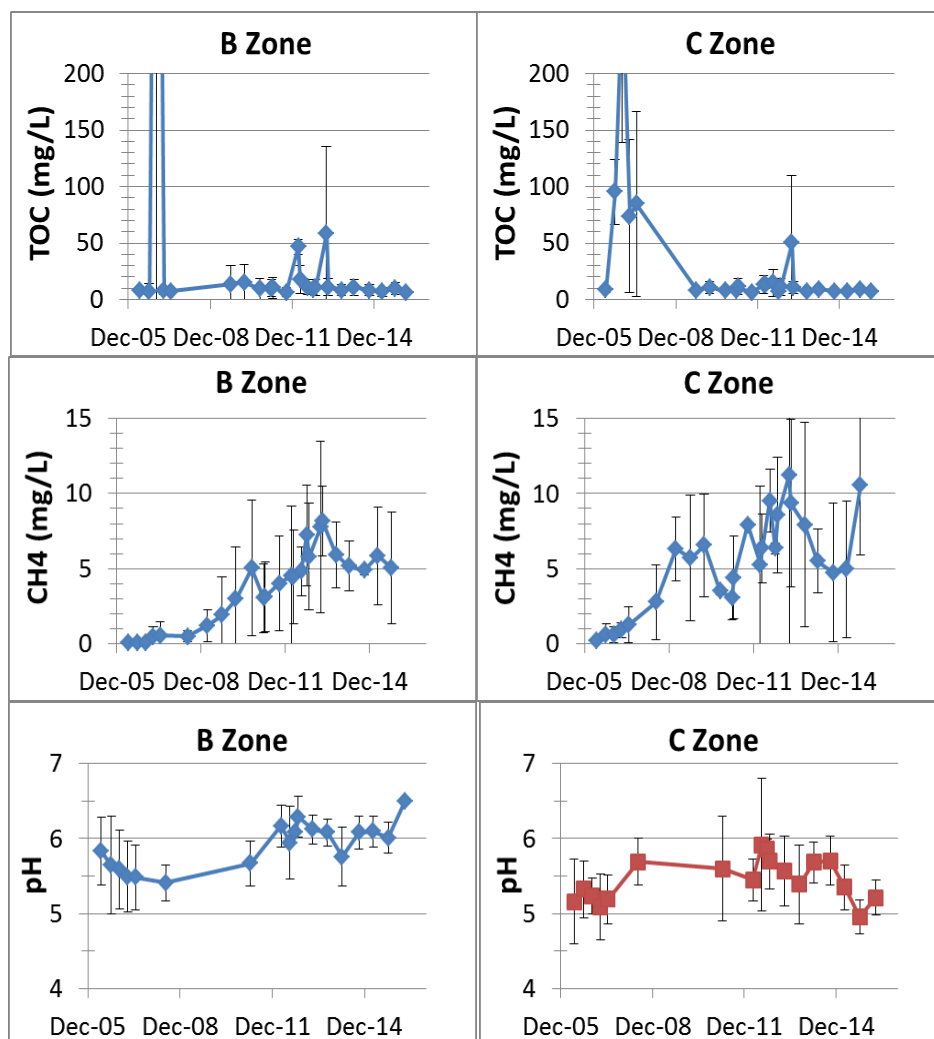 B Zone
TOC (mg/L)
200
150
100
50
0
Dec-05 Dec-08 Dec-11 Dec-14
C Zone
TOC (mg/L)
200
150
100
50
0
Dec-05 Dec-08 Dec-11 Dec-14
B Zone
CH4 (mg/L)
15
10
5
0
Dec-05 Dec-08 Dec-11 Dec-14
C Zone
CH4 (mg/L)
15
10
5
0
Dec-05 Dec-08 Dec-11 Dec-14
B Zone
pH
7
6
5
4
Dec-05 Dec-08 Dec-11 Dec-14
C Zone
pH
7
6
5
4
Dec-05 Dec-08 Dec-11 Dec-14